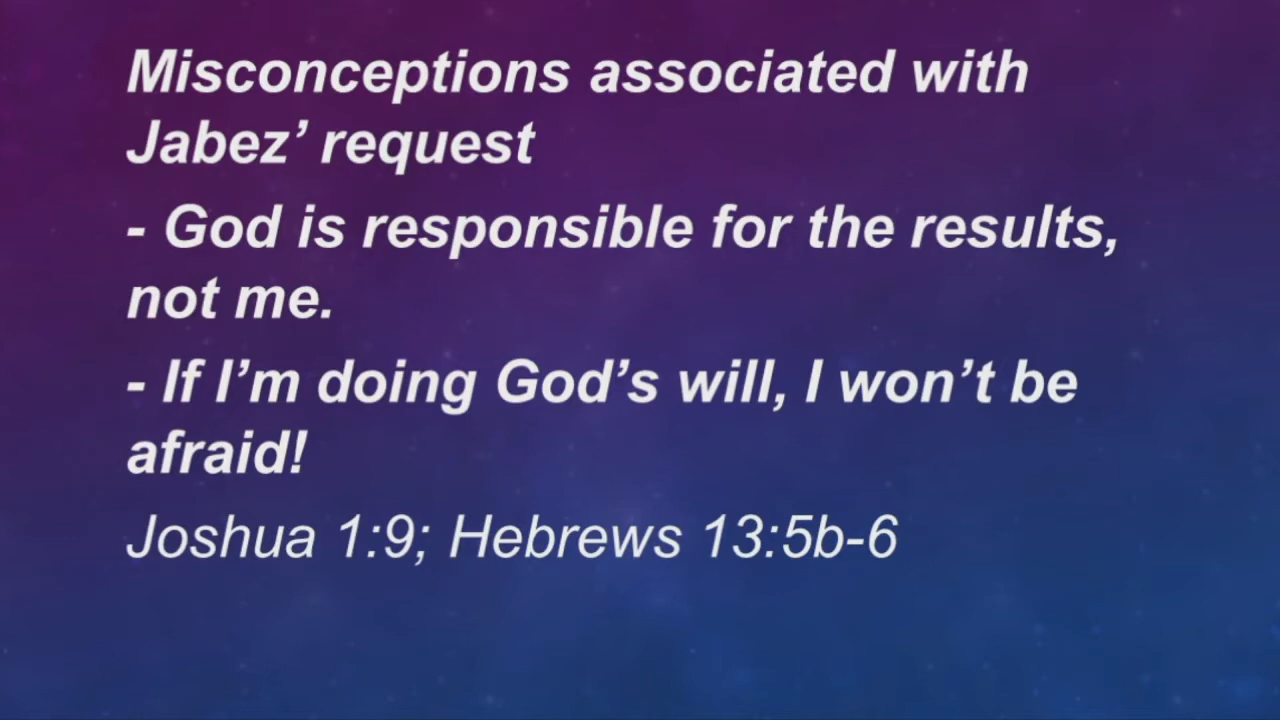 Misconceptions associated with
Jabez’ request
- God is responsible for the results,
not me.
- If I’m doing God’s will, I won’t be
afraid!
Joshua 1:9; Hebrews 13:5b-6